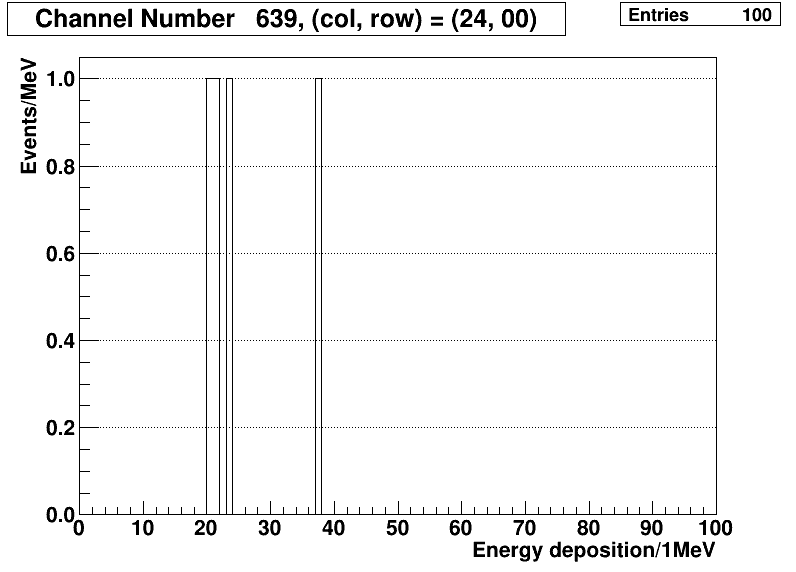 Channel Number 639, (col, row) = (24, 00)
Entries 100
Events/MeV
1.0
0.8
0.6
0.4
0.2
0.0
0 10 20 30 40 50 60 70 80 90 100
Energy deposition/1MeV